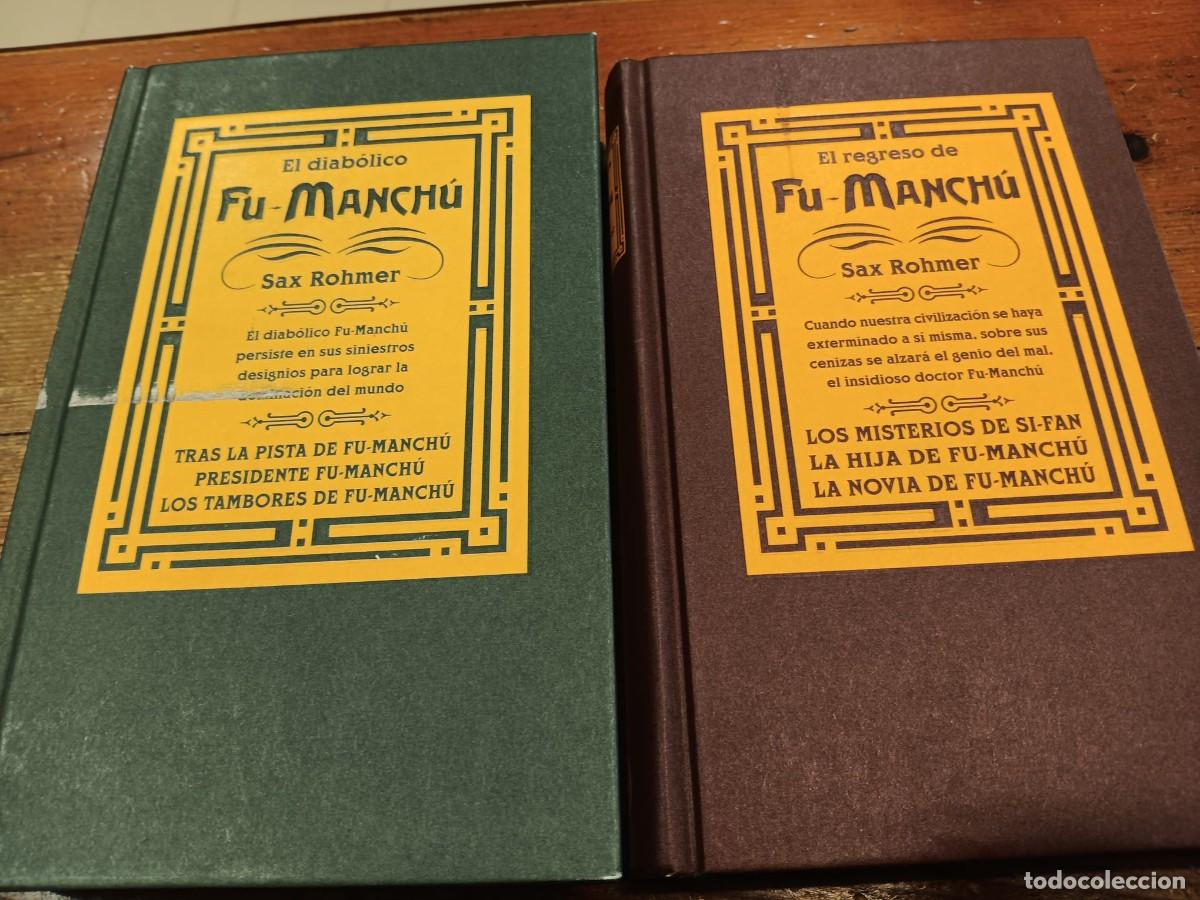 El diabólico
FU-MANCHÚ
Sax Rohmer
El diabólico Fu-Manchú
persiste en sus siniestros
designios para lograr la
dominación del mundo
TRAS LA PISTA DE FU-MANCHÚ
PRESIDENTE FU-MANCHÚ
LOS TAMBORES DE FU-MANCHÚ
El regreso de
FU-MANCHÚ
Sax Rohmer
Cuando nuestra civilización se haya
exterminado a sí misma, sobre sus
cenizas se alzará el genio del mal,
el insidioso doctor Fu-Manchú
LOS MISTERIOS DE SI-FAN
LA HIJA DE FU-MANCHÚ
LA NOVIA DE FU-MANCHÚ
todocoleccion